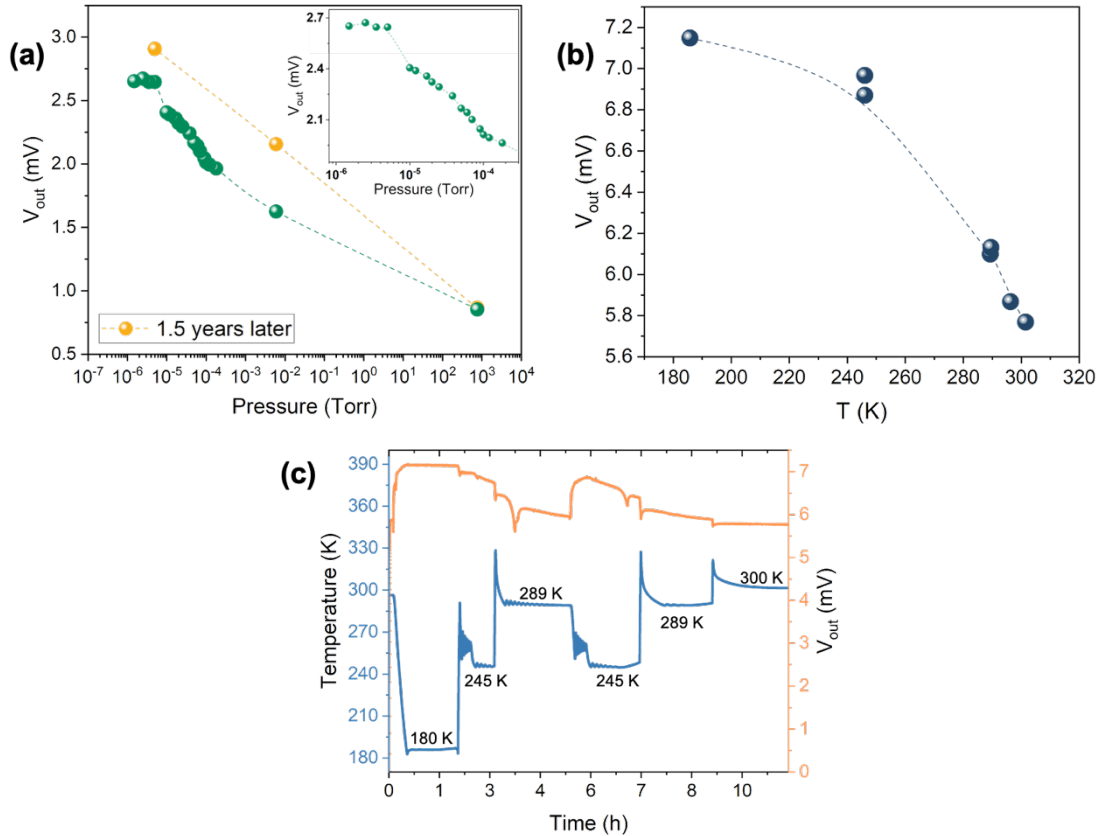 (a)
3.0
2.5
2.0
1.5
1.0
0.5
V_out (mV)
10^-7 10^-6 10^-5 10^-4 10^-3 10^-2 10^-1 10^0 10^1 10^2 10^3 10^4
Pressure (Torr)
1.5 years later
2.7
2.4
2.1
V_out (mV)
10^-6 10^-5 10^-4
Pressure (Torr)
(b)
7.2
7.0
6.8
6.6
6.4
6.2
6.0
5.8
5.6
V_out (mV)
180 200 220 240 260 280 300 320
T (K)
(c)
390
360
330
300
270
240
210
180
Temperature (K)
180 K
245 K
289 K
245 K
289 K
300 K
7
6
5
4
3
2
1
0
V_out (mV)
0 1 3 4 6 7 9 10
Time (h)